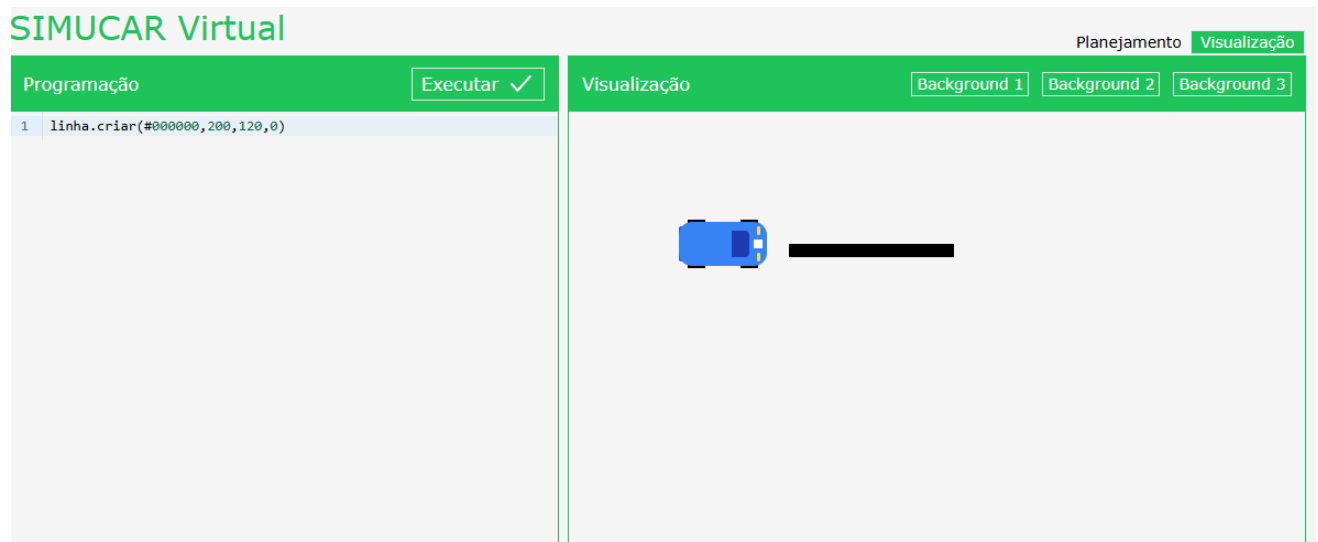 SIMUCAR Virtual
Planejamento Visualização
Programação Executar
1 linha.criar(#000000,200,120,0)
Visualização Background 1 Background 2 Background 3